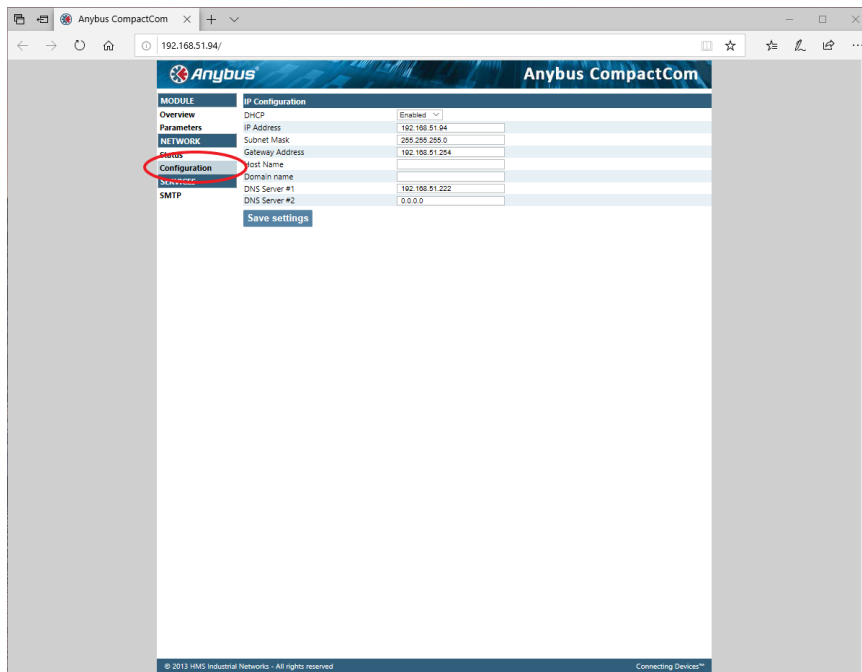 Anybus CompactCom
192.168.51.94/
Anybus® Anybus CompactCom
MODULE
Overview
Parameters
NETWORK
Status
Configuration
SERVICES
SMTP
IP Configuration
DHCP Enabled
IP Address 192.168.51.94
Subnet Mask 255.255.255.0
Gateway Address 192.168.51.254
Host Name
Domain name
DNS Server #1 192.168.51.222
DNS Server #2 0.0.0.0
Save settings
© 2013 HMS Industrial Networks - All rights reserved Connecting Devices™